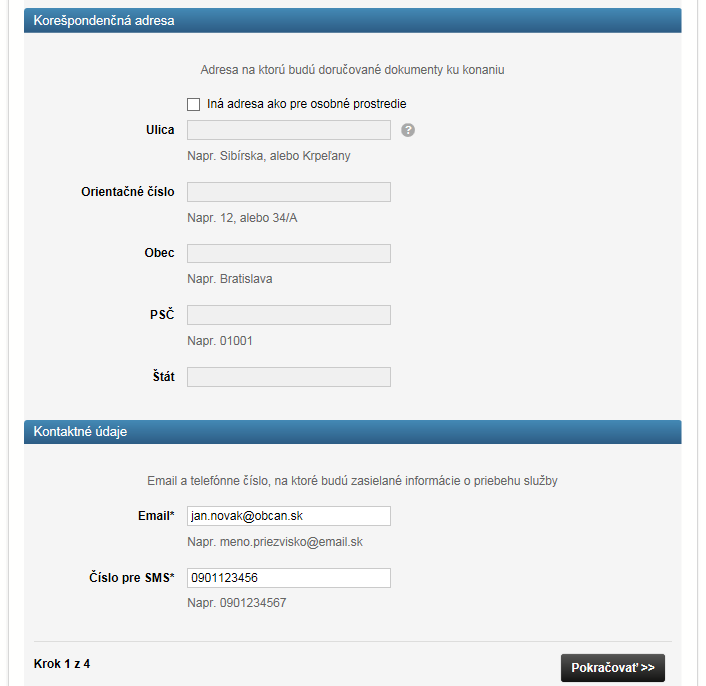 Korešpondenčná adresa
Adresa na ktorú budú doručované dokumenty ku konaniu
Iná adresa ako pre osobné prostredie
Ulica
?
Napr. Sibírska, alebo Krpeľany
Orientačné číslo
Napr. 12, alebo 34/A
Obec
Napr. Bratislava
PSČ
Napr. 01001
Štát
Kontaktné údaje
Email a telefónne číslo, na ktoré budú zasielané informácie o priebehu služby
Email* jan.novak@obcan.sk
Napr. meno.priezvisko@email.sk
Číslo pre SMS* 0901123456
Napr. 0901234567
Krok 1 z 4 Pokračovať >>